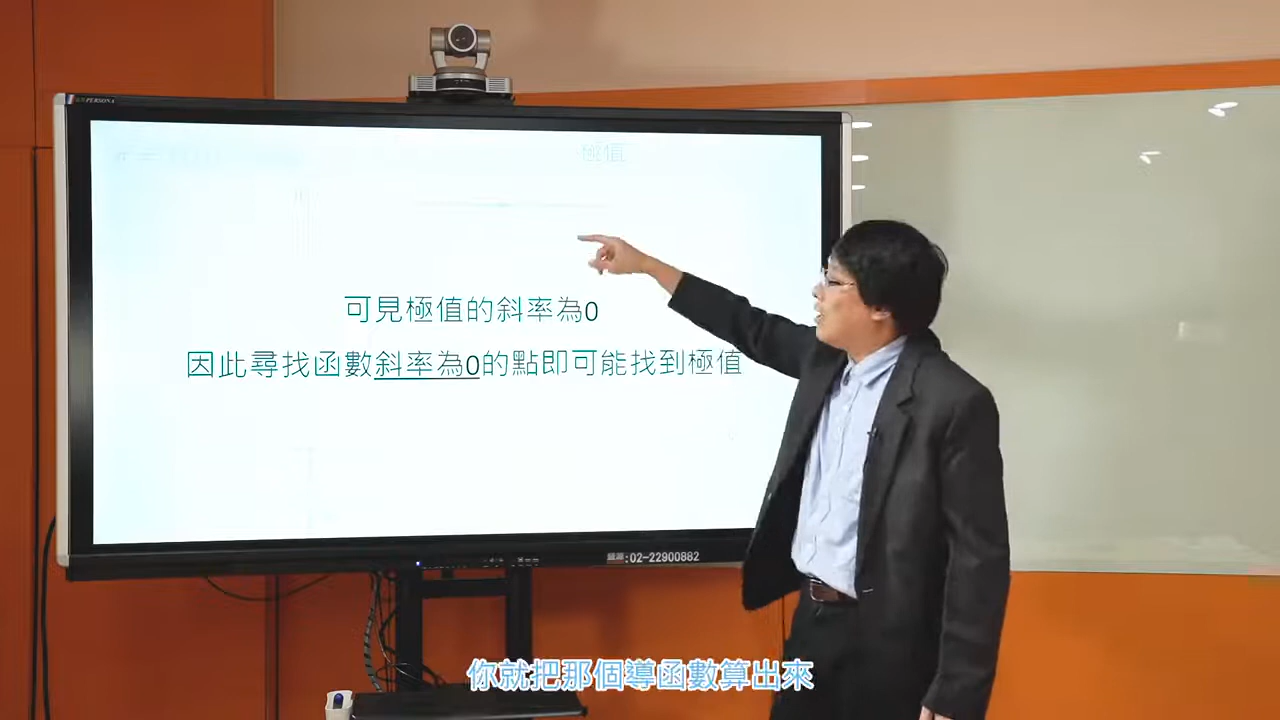 PERSONA
極值
可見極值的斜率為0
因此尋找函數斜率為0的點即可能找到極值
:02-22900882
你就把那個導函數算出來